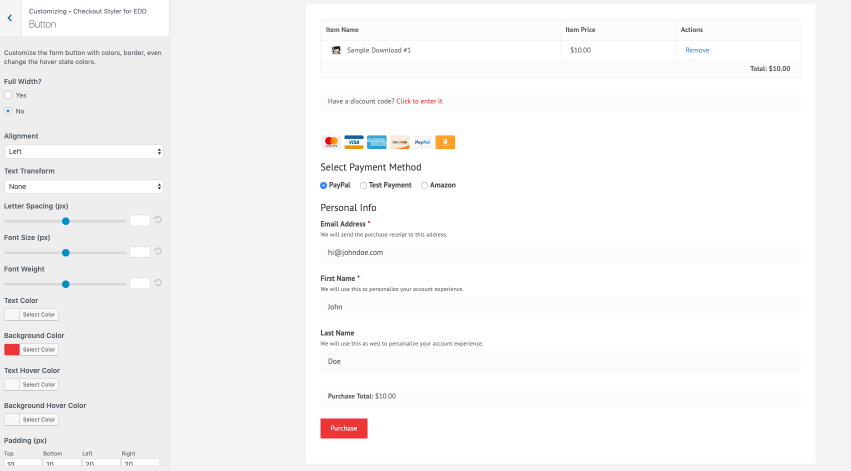 Customizing ▸ Checkout Styler for EDD
Button
Customize the form button with colors, border, even
change the hover state colors.
Full Width?
Yes
No
Alignment
Left
Text Transform
None
Letter Spacing (px)
Font Size (px)
Font Weight
Text Color
Select Color
Background Color
Select Color
Text Hover Color
Select Color
Background Hover Color
Select Color
Padding (px)
Top Bottom Left Right
10 10 20 20
Item Name Item Price Actions
Sample Download #1 $10.00 Remove
Total: $10.00
Have a discount code? Click to enter it
VISA DISCOVER PayPal
Select Payment Method
PayPal Test Payment Amazon
Personal Info
Email Address *
We will send the purchase receipt to this address.
hi@johndoe.com
First Name *
We will use this to personalize your account experience.
John
Last Name
We will use this as well to personalize your account experience.
Doe
Purchase Total: $10.00
Purchase